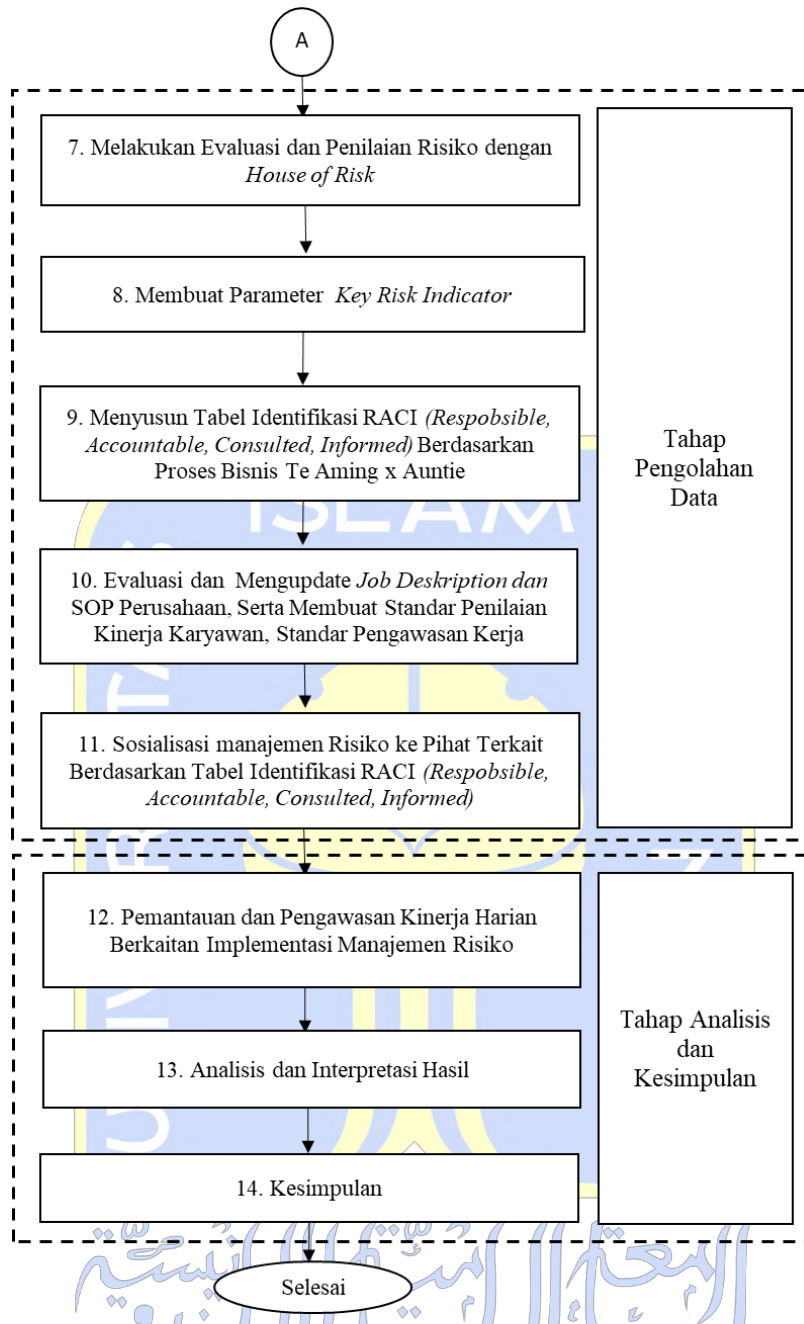 A
7. Melakukan Evaluasi dan Penilaian Risiko dengan
House of Risk
8. Membuat Parameter Key Risk Indicator
9. Menyusun Tabel Identifikasi RACI (Respobsible,
Accountable, Consulted, Informed) Berdasarkan
Proses Bisnis Te Aming x Auntie
10. Evaluasi dan Mengupdate Job Deskription dan
SOP Perusahaan, Serta Membuat Standar Penilaian
Kinerja Karyawan, Standar Pengawasan Kerja
11. Sosialisasi manajemen Risiko ke Pihat Terkait
Berdasarkan Tabel Identifikasi RACI (Respobsible,
Accountable, Consulted, Informed)
Tahap
Pengolahan
Data
12. Pemantauan dan Pengawasan Kinerja Harian
Berkaitan Implementasi Manajemen Risiko
13. Analisis dan Interpretasi Hasil
14. Kesimpulan
Tahap Analisis
dan
Kesimpulan
Selesai
ISLAM